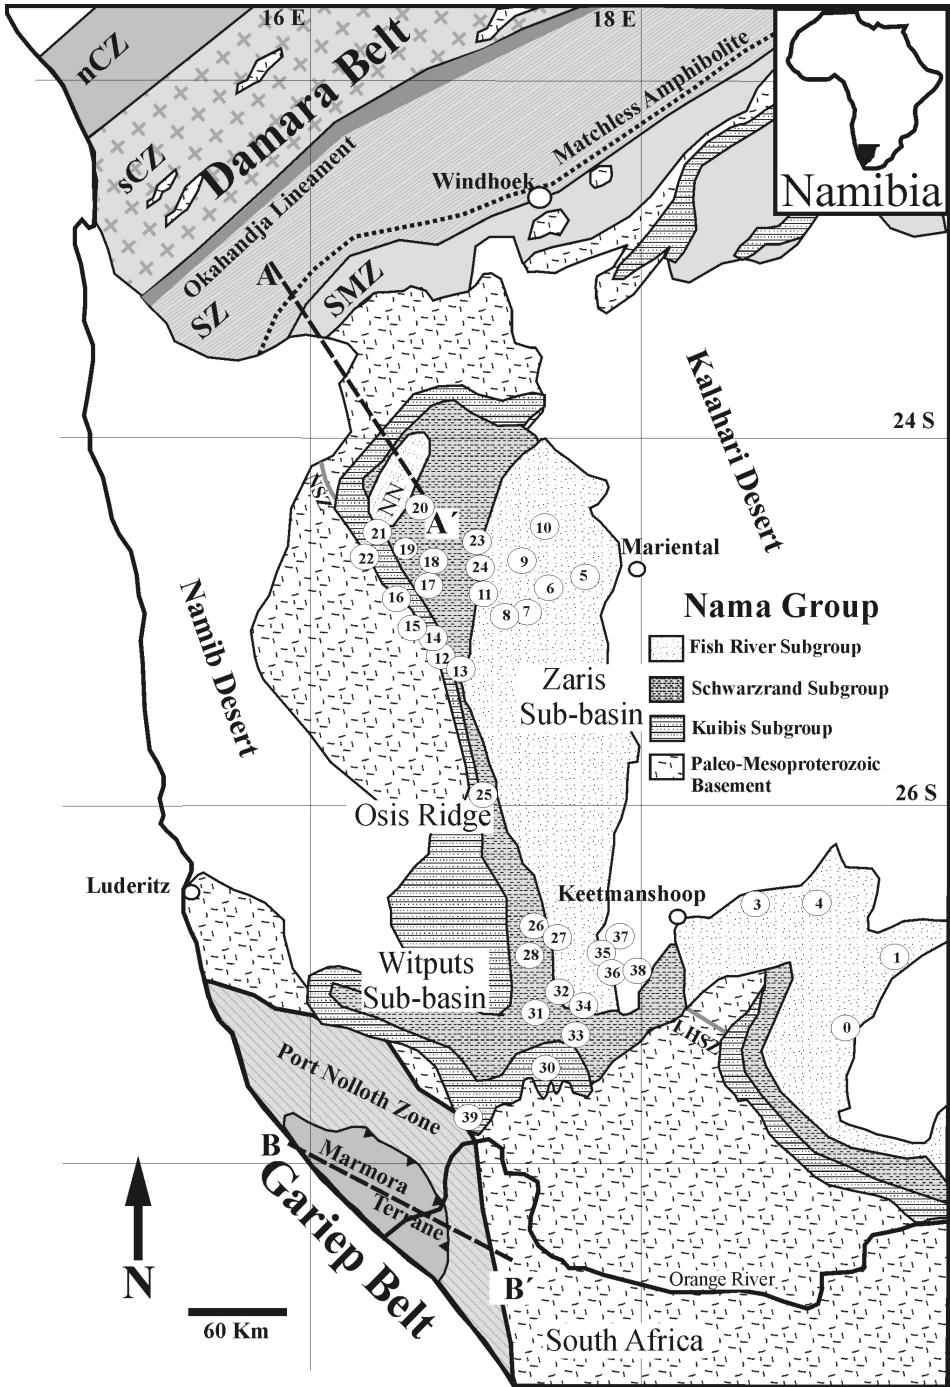 16 E
18 E
nCZ
Damara Belt
sCZ
Okahandja Lineament
Matchless Amphibolite
Windhoek
Namibia
A
SZ
SMZ
24 S
Kalahari Desert
NSZ
NN
20
A´
21
10
22
19
23
18
24
9
Mariental
17
5
16
11
6
8
7
15
14
12
13
Namib Desert
Zaris
Sub-basin
Nama Group
Fish River Subgroup
Schwarzrand Subgroup
Kuibis Subgroup
Paleo-Mesoproterozoic
Basement
25
26 S
Osis Ridge
Luderitz
Keetmanshoop
3
4
26
27
37
28
35
1
36
38
Witputs
Sub-basin
32
34
31
33
0
LHSZ
30
39
Port Nolloth Zone
B
Marmora
Terrane
Gariep Belt
B´
N
60 Km
Orange River
South Africa